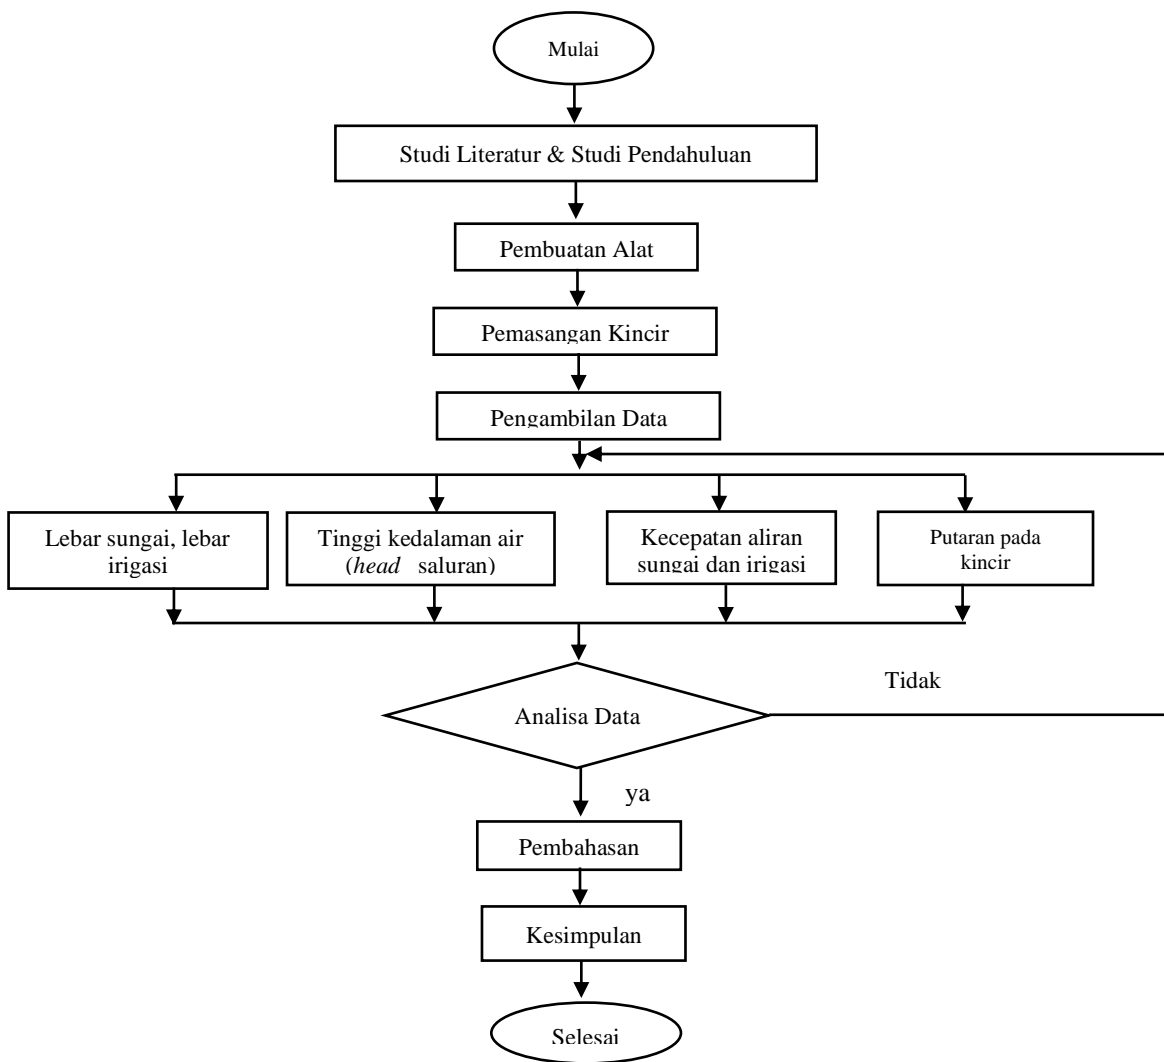 Mulai
Studi Literatur & Studi Pendahuluan
Pembuatan Alat
Pemasangan Kincir
Pengambilan Data
Lebar sungai, lebar
irigasi
Tinggi kedalaman air
(head saluran)
Kecepatan aliran
sungai dan irigasi
Putaran pada
kincir
Tidak
Analisa Data
ya
Pembahasan
Kesimpulan
Selesai